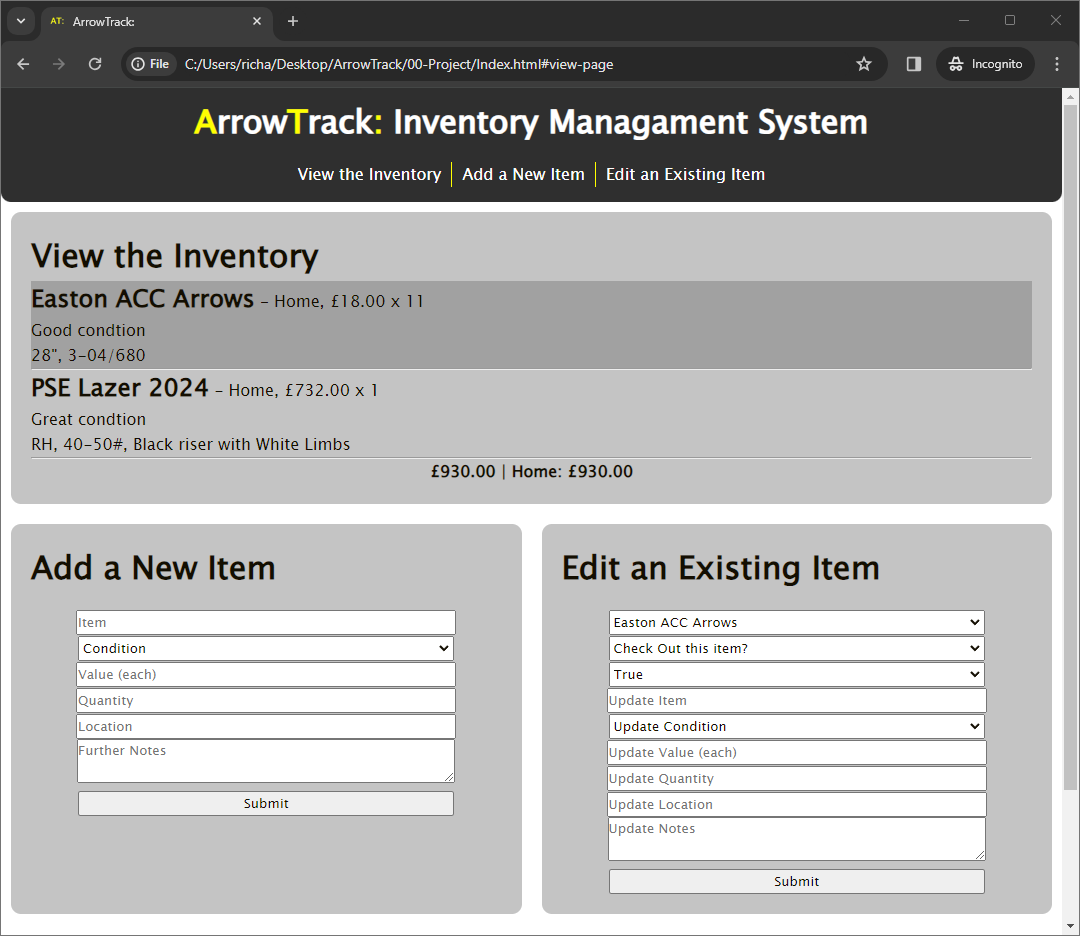 AT: ArrowTrack:
File C:/Users/richa/Desktop/ArrowTrack/00-Project/Index.html#view-page Incognito
ArrowTrack: Inventory Managament System
View the Inventory Add a New Item Edit an Existing Item
View the Inventory
Easton ACC Arrows - Home, £18.00 x 11
Good condtion
28", 3-04/680
PSE Lazer 2024 - Home, £732.00 x 1
Great condtion
RH, 40-50#, Black riser with White Limbs
£930.00 | Home: £930.00
Add a New Item
Item
Condition
Value (each)
Quantity
Location
Further Notes
Submit
Edit an Existing Item
Easton ACC Arrows
Check Out this item?
True
Update Item
Update Condition
Update Value (each)
Update Quantity
Update Location
Update Notes
Submit